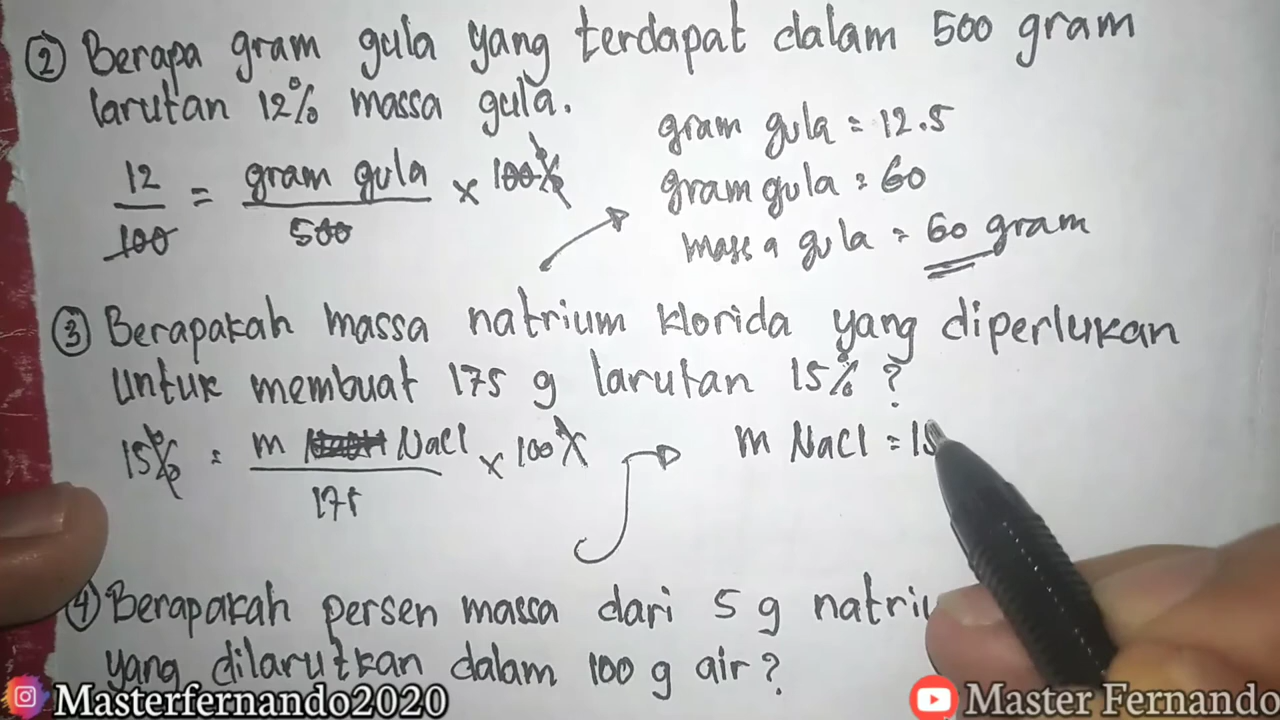 ② Berapa gram gula yang terdapat dalam 500 gram
larutan 12% massa gula.
12/100 = gram gula/500 × 100%
gram gula = 12.5
gram gula = 60
massa gula = 60 gram
③ Berapakah massa natrium klorida yang diperlukan
untuk membuat 175 g larutan 15% ?
15% = m NaCl/175 × 100%
m NaCl = 15
④ Berapakah persen massa dari 5 g
yang dilarutkan dalam 100 g air?
Masterfernando2020
Master Fernando